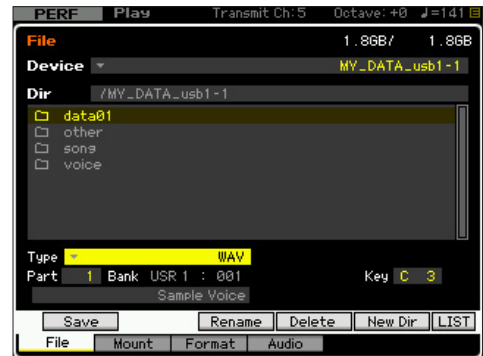 PERF Play Transmit Ch:5 Octave:+0 ♩=141
File 1.8GB/ 1.8GB
Device MY_DATA_usb1-1
Dir /MY_DATA_usb1-1
data01
other
song
voice
Type WAV
Part 1 Bank USR 1 : 001 Key C 3
Sample Voice
Save Rename Delete New Dir LIST
File Mount Format Audio